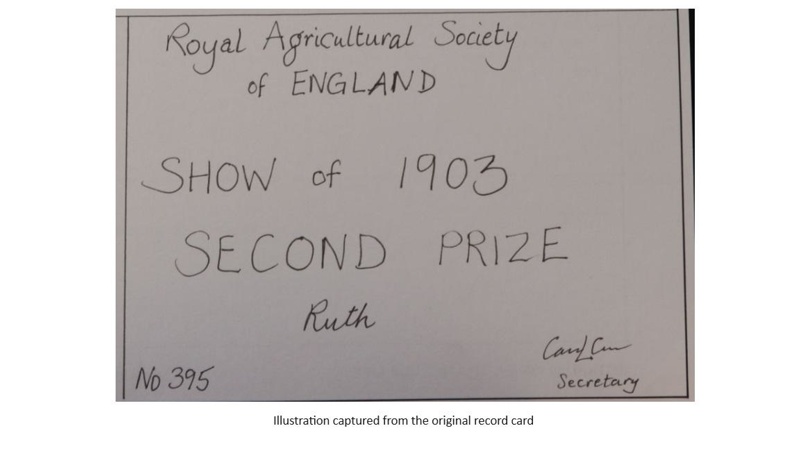 Royal Agricultural Society
of ENGLAND
SHOW of 1903
SECOND PRIZE
Ruth
No 395
Secretary
Illustration captured from the original record card